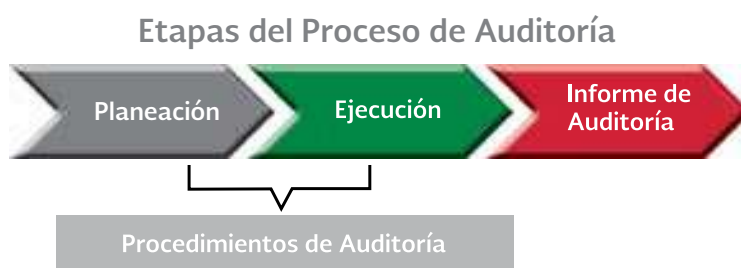 Etapas del Proceso de Auditoría
Planeación
Ejecución
Informe de
Auditoría
Procedimientos de Auditoría